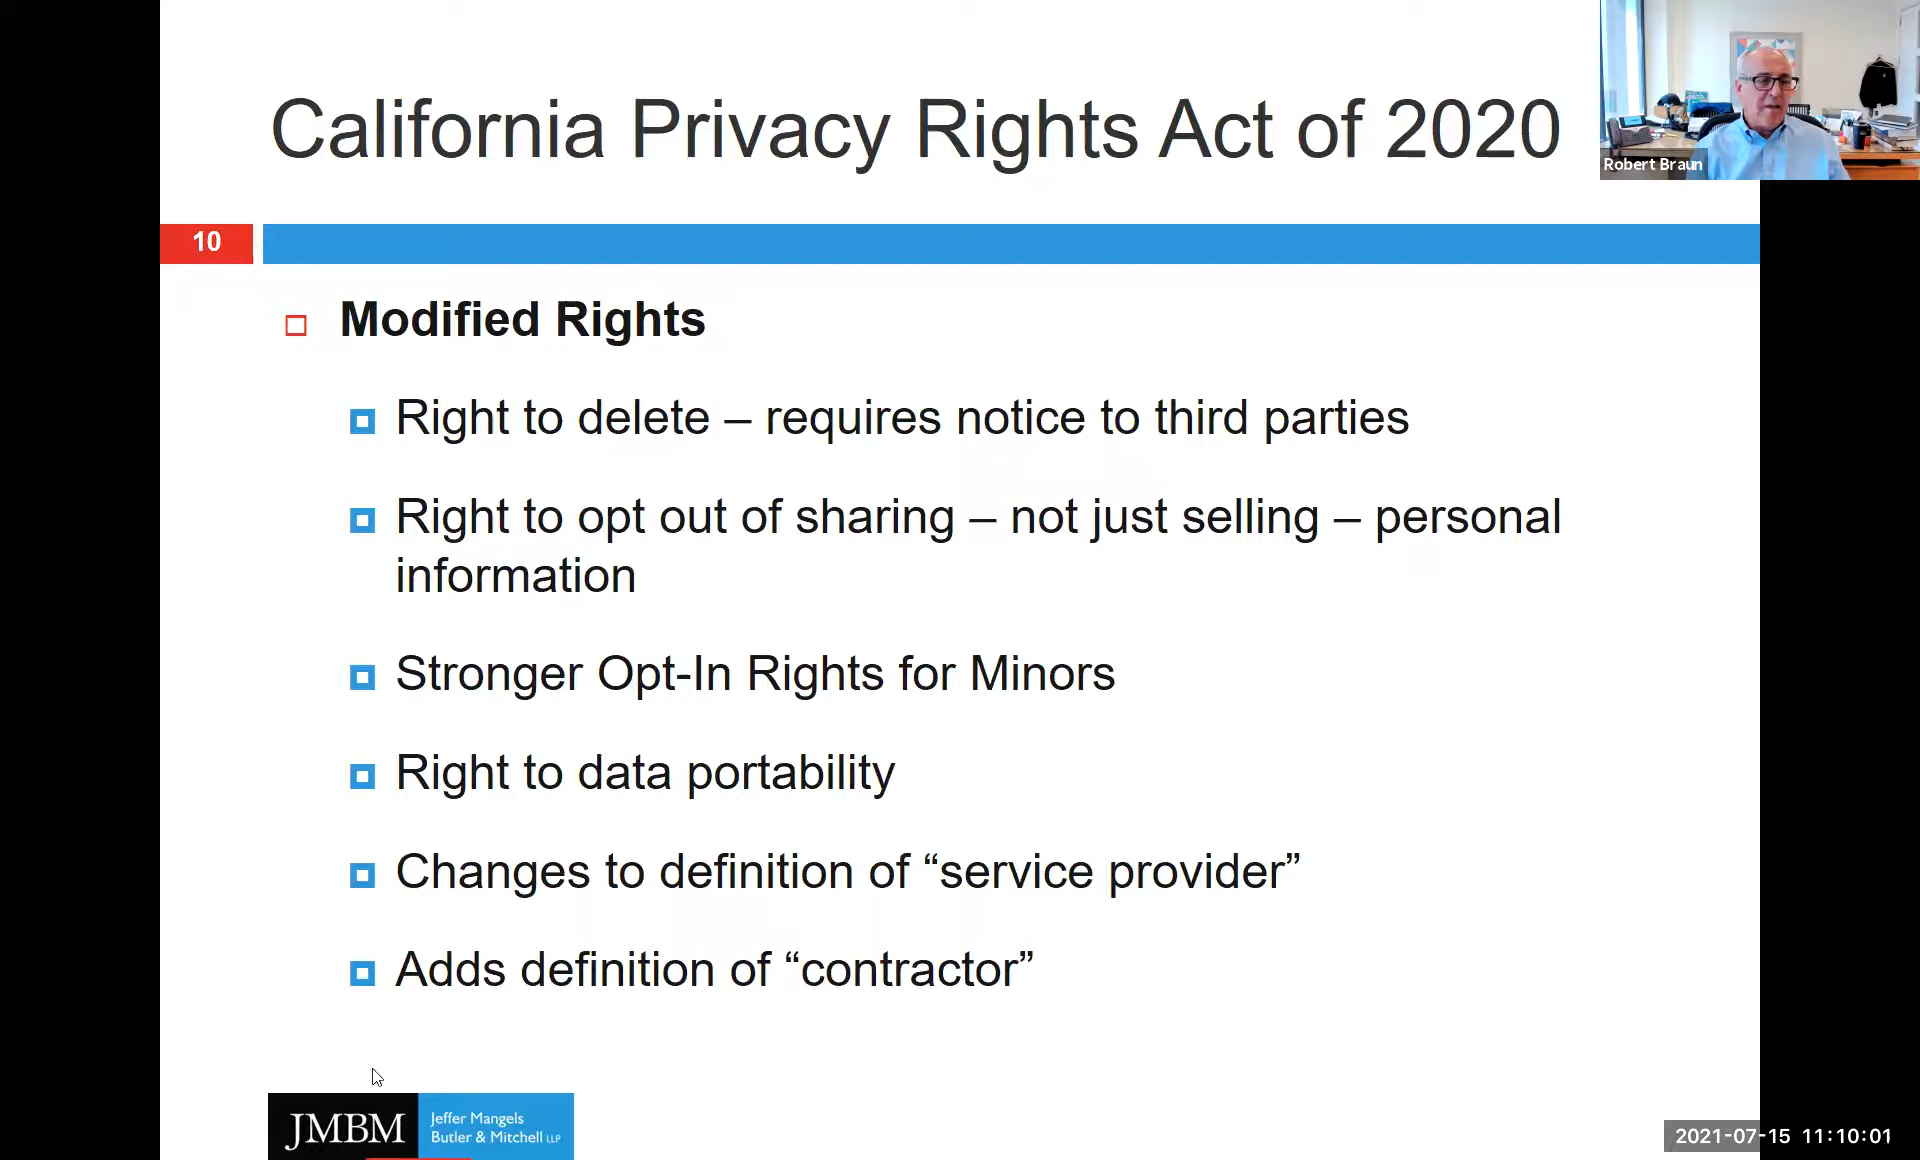 California Privacy Rights Act of 2020
Robert Braun
10
Modified Rights
Right to delete – requires notice to third parties
Right to opt out of sharing – not just selling – personal
information
Stronger Opt-In Rights for Minors
Right to data portability
Changes to definition of “service provider”
Adds definition of “contractor”
JMBM
Jeffer Mangels
Butler & Mitchell LLP
2021-07-15 11:10:01